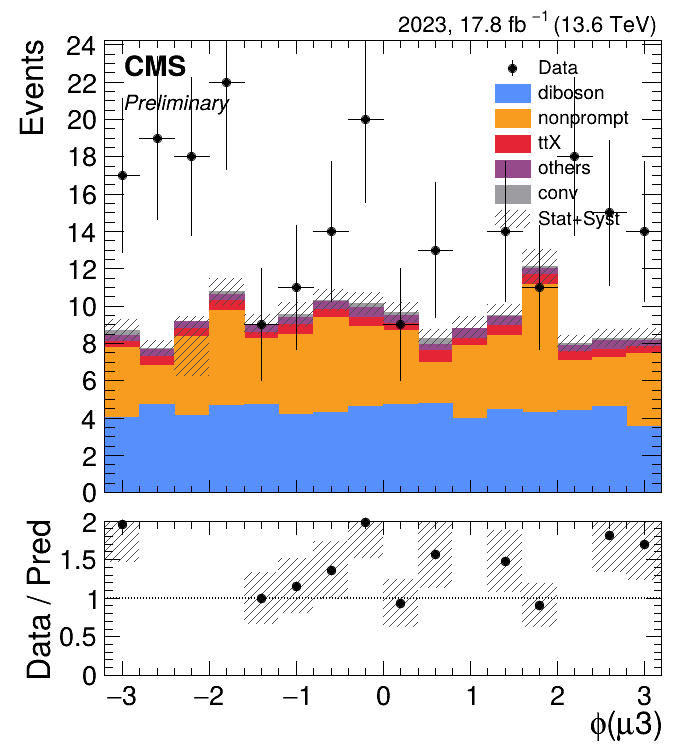 2023, 17.8 fb⁻¹ (13.6 TeV)
Events
24
22
20
18
16
14
12
10
8
6
4
2
0
CMS
Preliminary
Data
diboson
nonprompt
ttX
others
conv
Stat+Syst
Data / Pred
2
1.5
1
0.5
0
−3 −2 −1 0 1 2 3
ϕ(μ3)